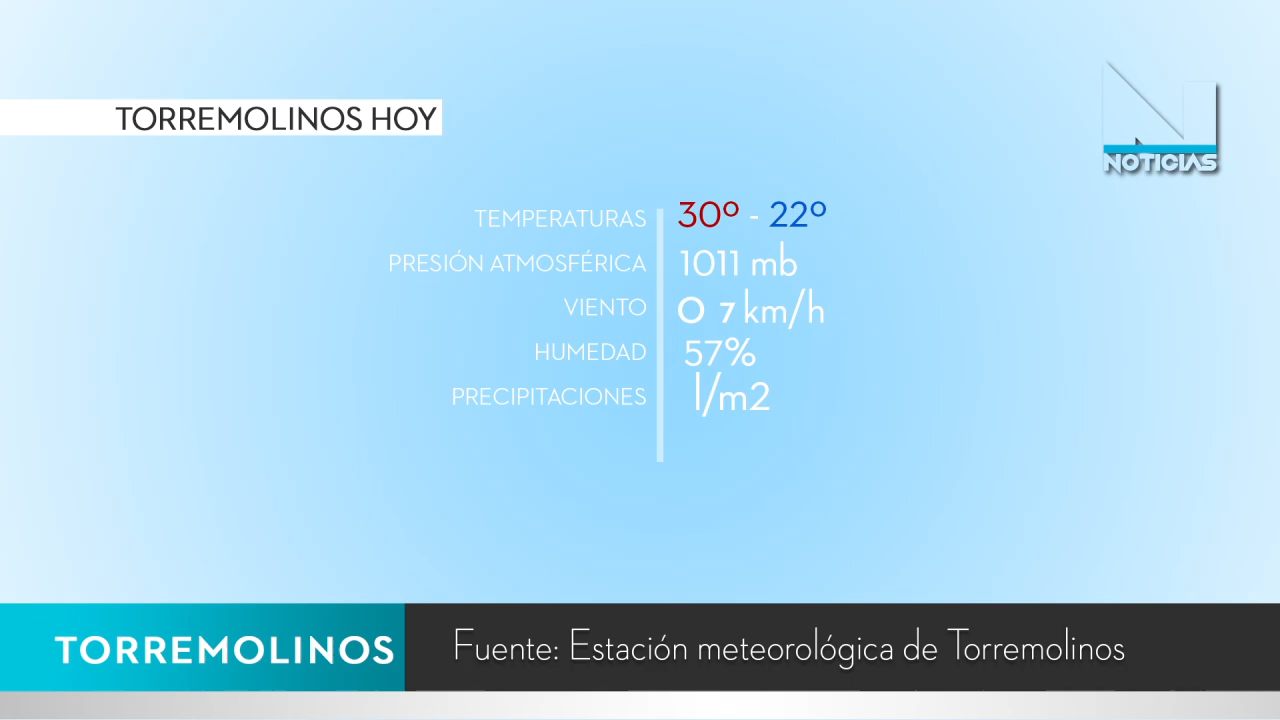 TORREMOLINOS HOY
NOTICIAS
TEMPERATURAS 30º - 22º
PRESIÓN ATMOSFÉRICA 1011 mb
VIENTO O 7 km/h
HUMEDAD 57%
PRECIPITACIONES l/m2
TORREMOLINOS Fuente: Estación meteorológica de Torremolinos